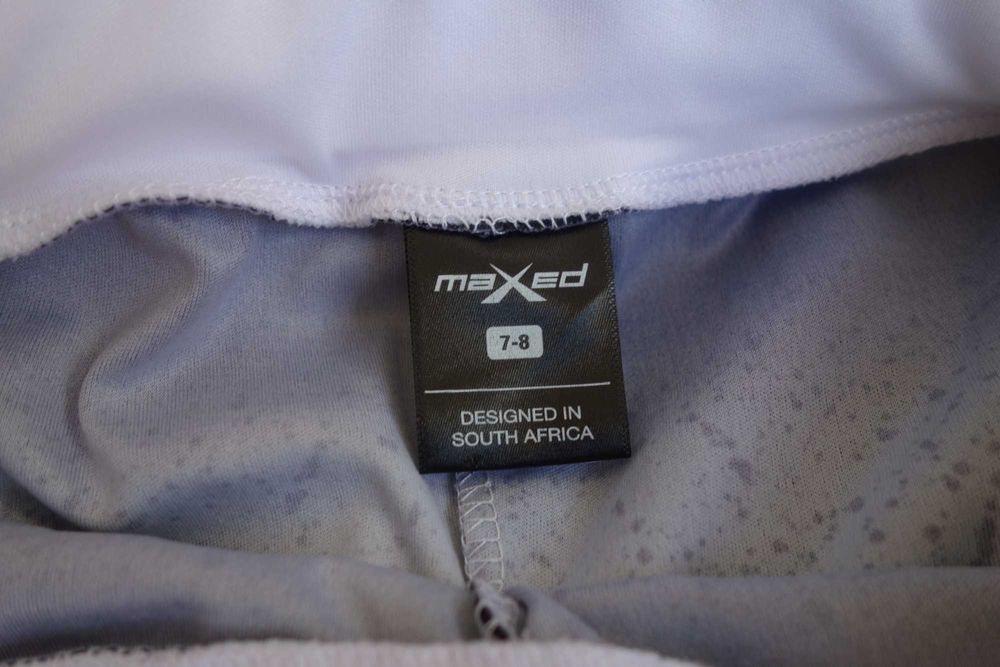 maXed
7-8
DESIGNED IN
SOUTH AFRICA